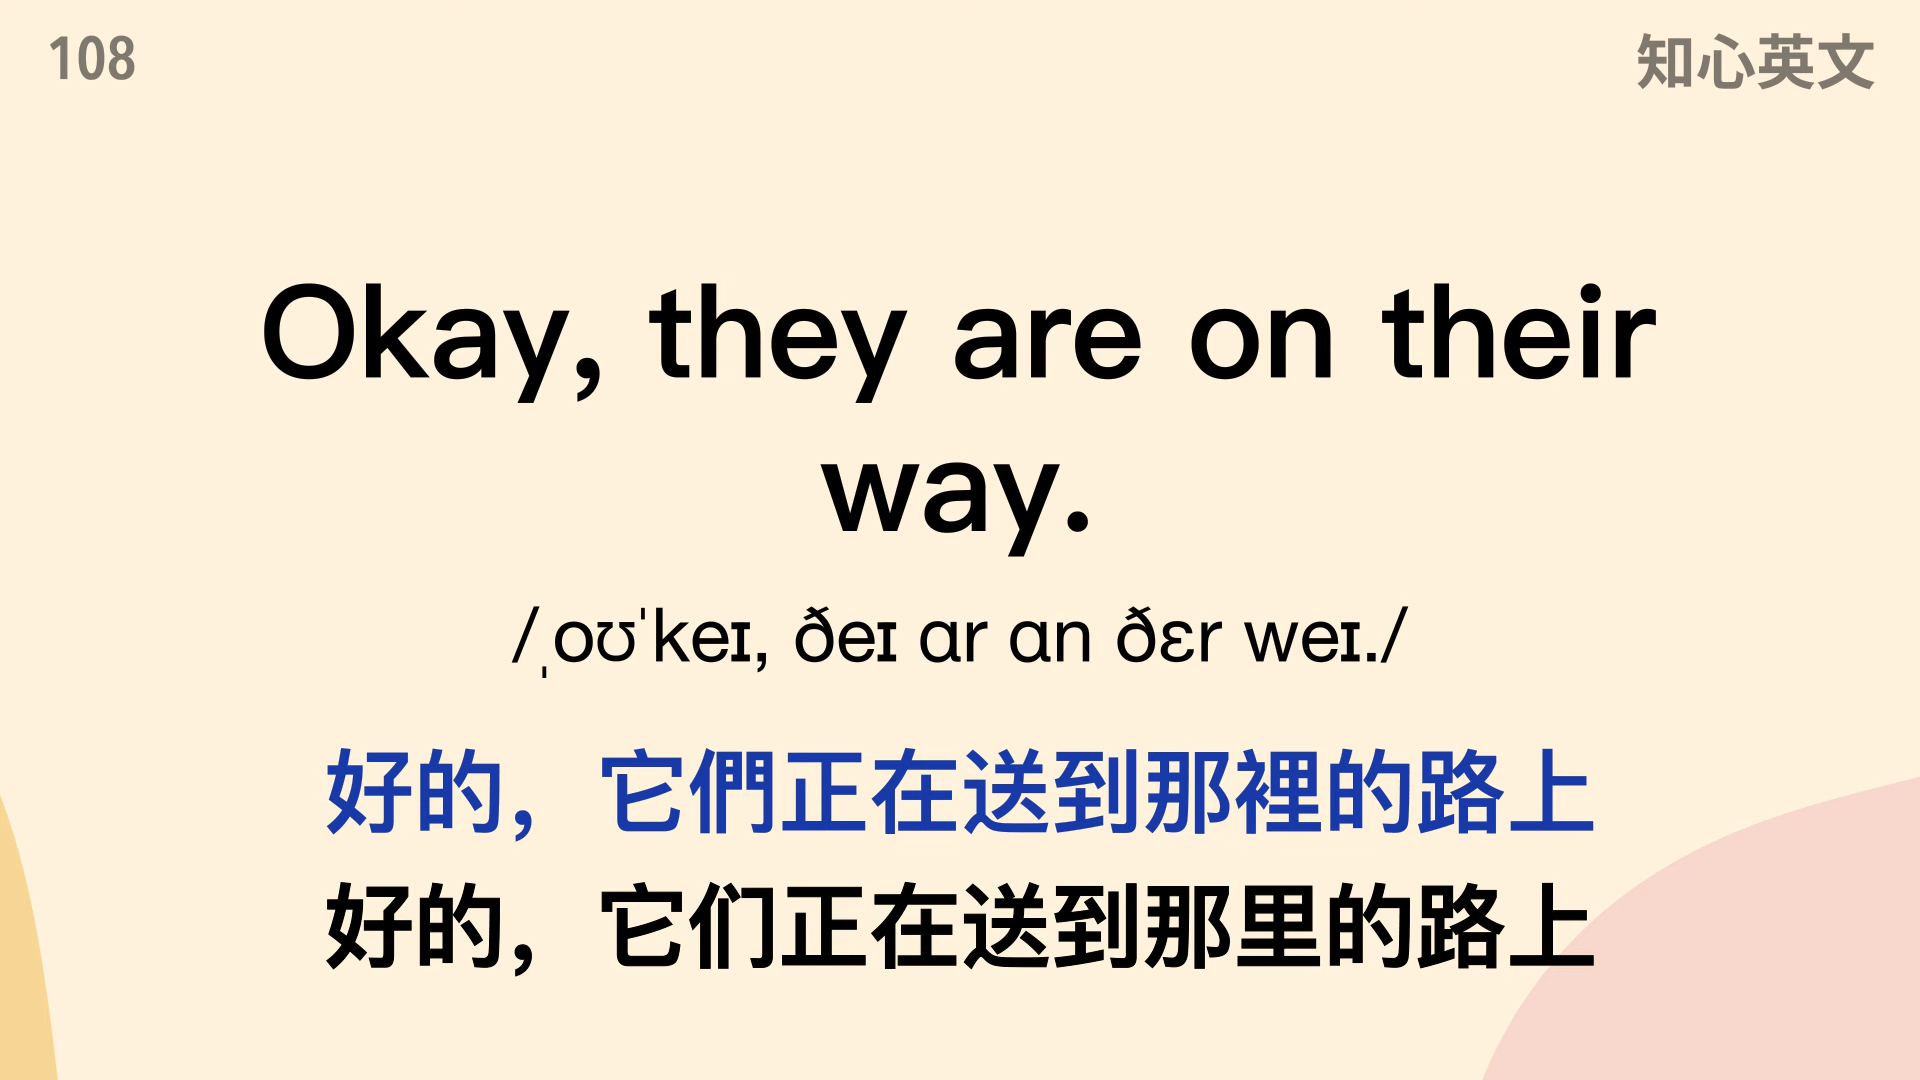 108
知心英文
Okay, they are on their
way.
/ˌoʊˈkeɪ, ðeɪ ɑr ɑn ðɛr weɪ./
好的，它們正在送到那裡的路上
好的，它们正在送到那里的路上